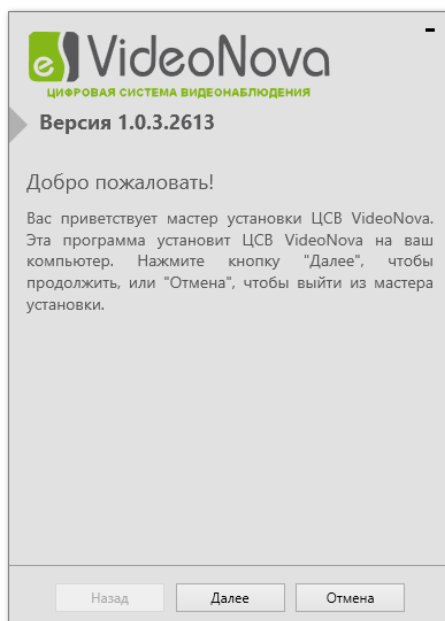 eS VideoNova
ЦИФРОВАЯ СИСТЕМА ВИДЕОНАБЛЮДЕНИЯ
Версия 1.0.3.2613
Добро пожаловать!
Вас приветствует мастер установки ЦСВ VideoNova.
Эта программа установит ЦСВ VideoNova на ваш
компьютер. Нажмите кнопку "Далее", чтобы
продолжить, или "Отмена", чтобы выйти из мастера
установки.
Назад Далее Отмена